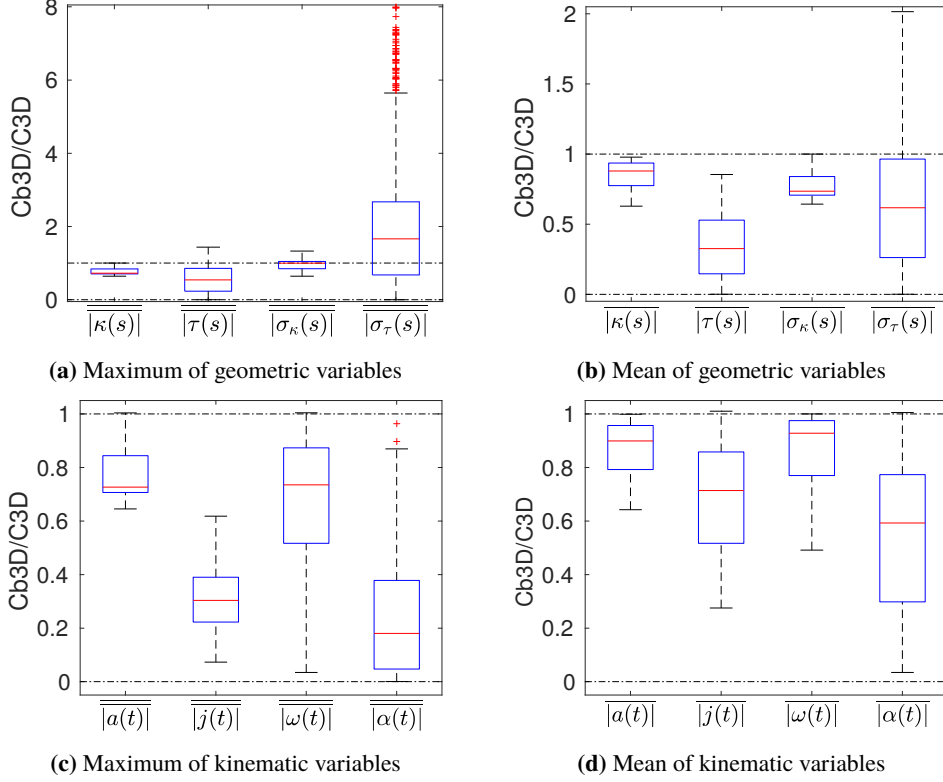 8
6
4
2
0
Cb3D/C3D
|κ(s)| |τ(s)| |σκ(s)| |στ(s)|
(a) Maximum of geometric variables
2
1.5
1
0.5
0
Cb3D/C3D
|κ(s)| |τ(s)| |σκ(s)| |στ(s)|
(b) Mean of geometric variables
1
0.8
0.6
0.4
0.2
0
Cb3D/C3D
|a(t)| |j(t)| |ω(t)| |α(t)|
(c) Maximum of kinematic variables
1
0.8
0.6
0.4
0.2
0
Cb3D/C3D
|a(t)| |j(t)| |ω(t)| |α(t)|
(d) Mean of kinematic variables